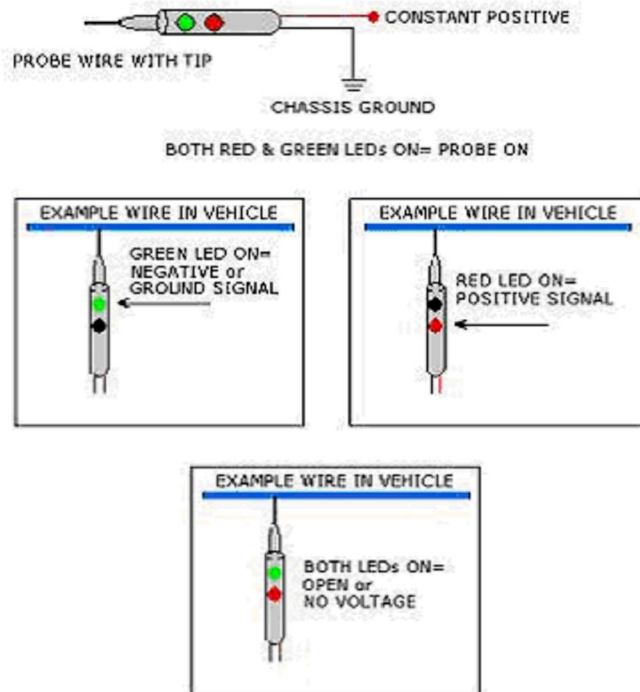 CONSTANT POSITIVE
PROBE WIRE WITH TIP
CHASSIS GROUND
BOTH RED & GREEN LEDs ON= PROBE ON
EXAMPLE WIRE IN VEHICLE
GREEN LED ON=
NEGATIVE or
GROUND SIGNAL
EXAMPLE WIRE IN VEHICLE
RED LED ON=
POSITIVE SIGNAL
EXAMPLE WIRE IN VEHICLE
BOTH LEDs ON=
OPEN or
NO VOLTAGE